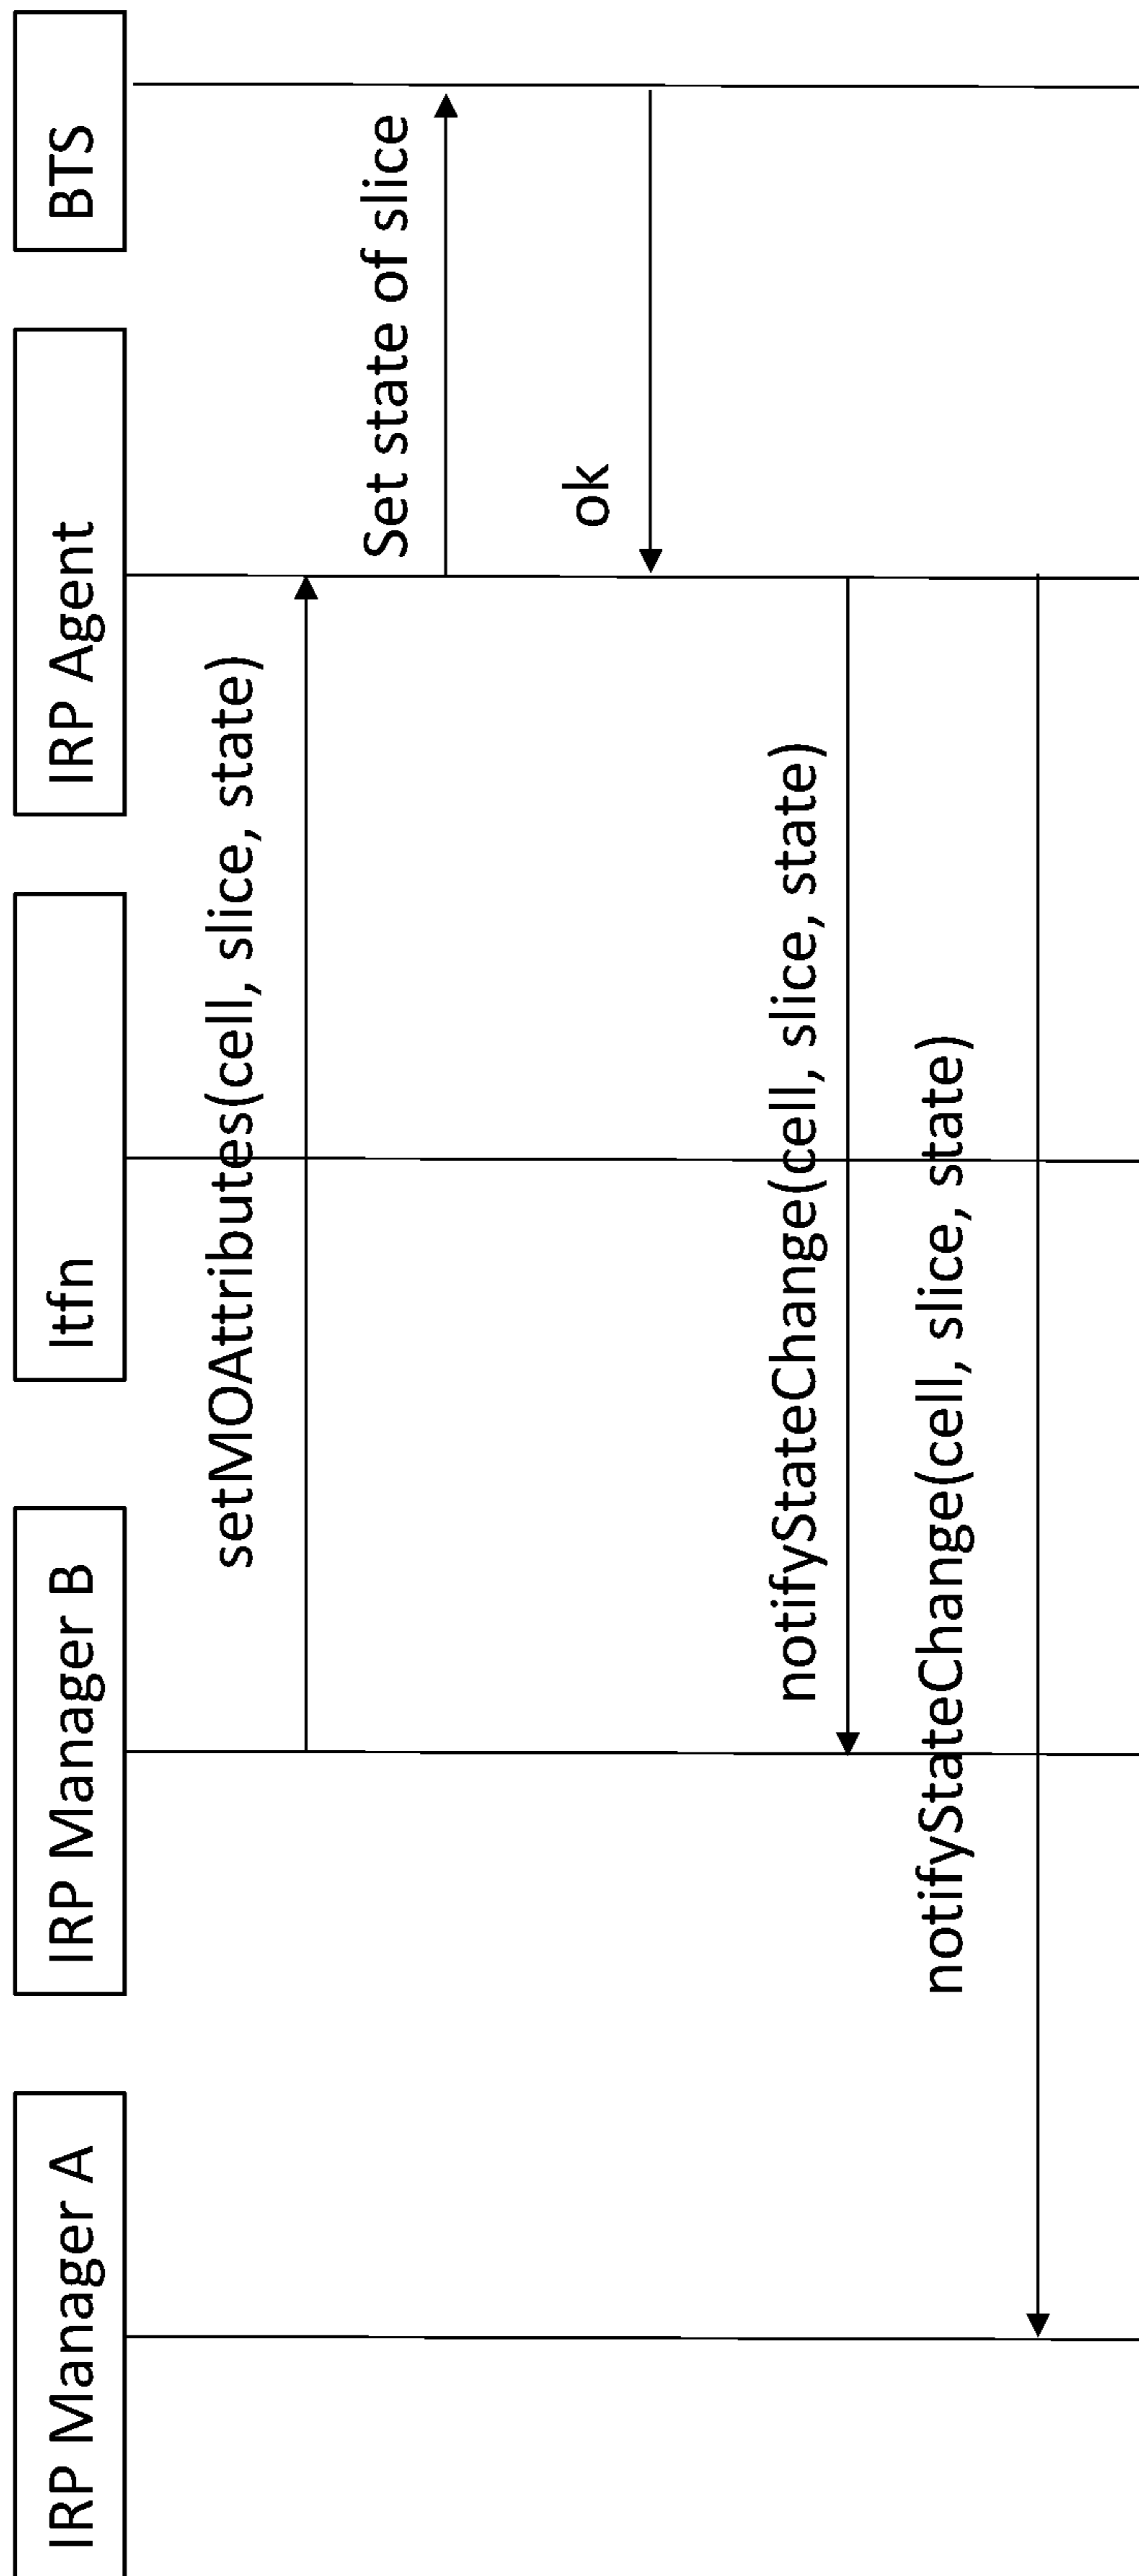 IRP Manager A
IRP Manager B
Itfn
IRP Agent
BTS
setMOAttributes(cell, slice, state)
Set state of slice
ok
notifyStateChange(cell, slice, state)
notifyStateChange(cell, slice, state)